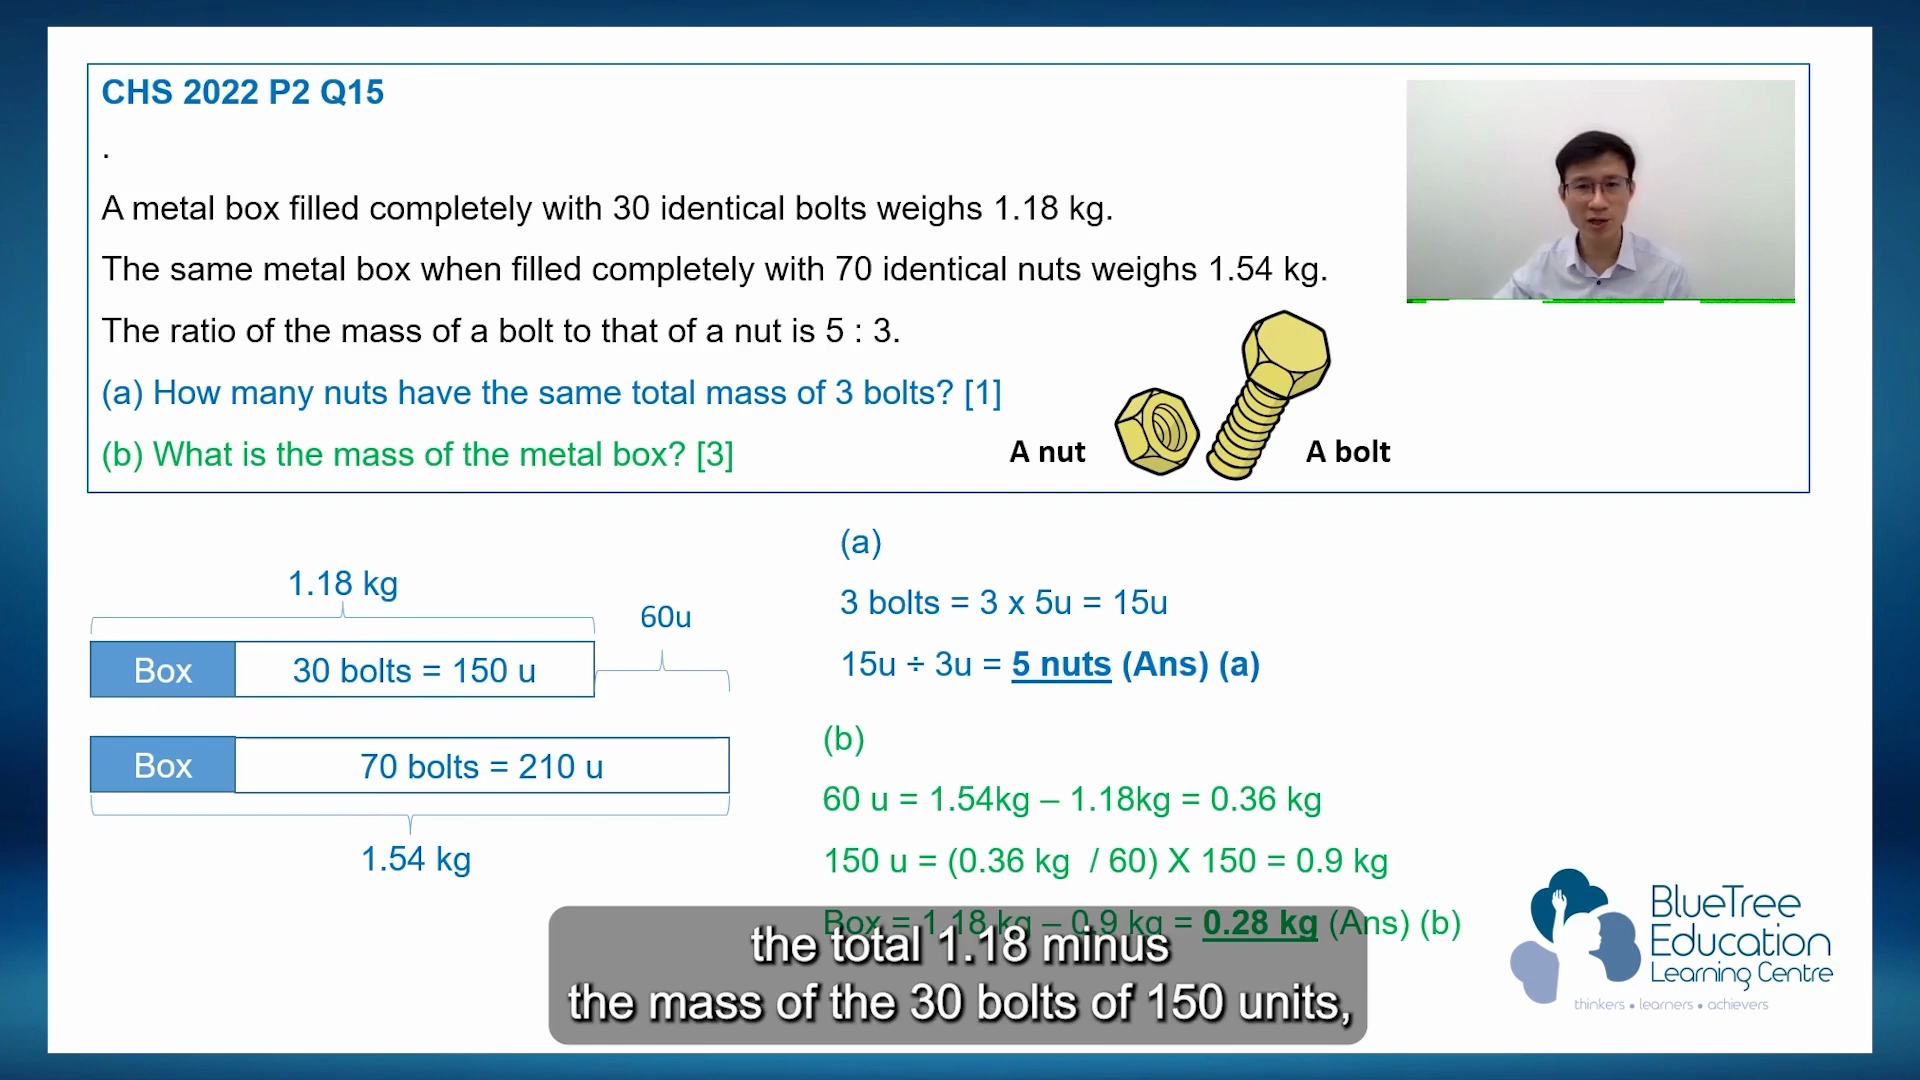 CHS 2022 P2 Q15
.
A metal box filled completely with 30 identical bolts weighs 1.18 kg.
The same metal box when filled completely with 70 identical nuts weighs 1.54 kg.
The ratio of the mass of a bolt to that of a nut is 5 : 3.
(a) How many nuts have the same total mass of 3 bolts? [1]
(b) What is the mass of the metal box? [3]
A nut
A bolt
1.18 kg
60u
Box
30 bolts = 150 u
Box
70 bolts = 210 u
1.54 kg
(a)
3 bolts = 3 x 5u = 15u
15u ÷ 3u = 5 nuts (Ans) (a)
(b)
60 u = 1.54kg – 1.18kg = 0.36 kg
150 u = (0.36 kg / 60) X 150 = 0.9 kg
Box = 1.18 kg – 0.9 kg = 0.28 kg (Ans) (b)
the total 1.18 minus
the mass of the 30 bolts of 150 units,
BlueTree
Education
Learning Centre
thinkers • learners • achievers